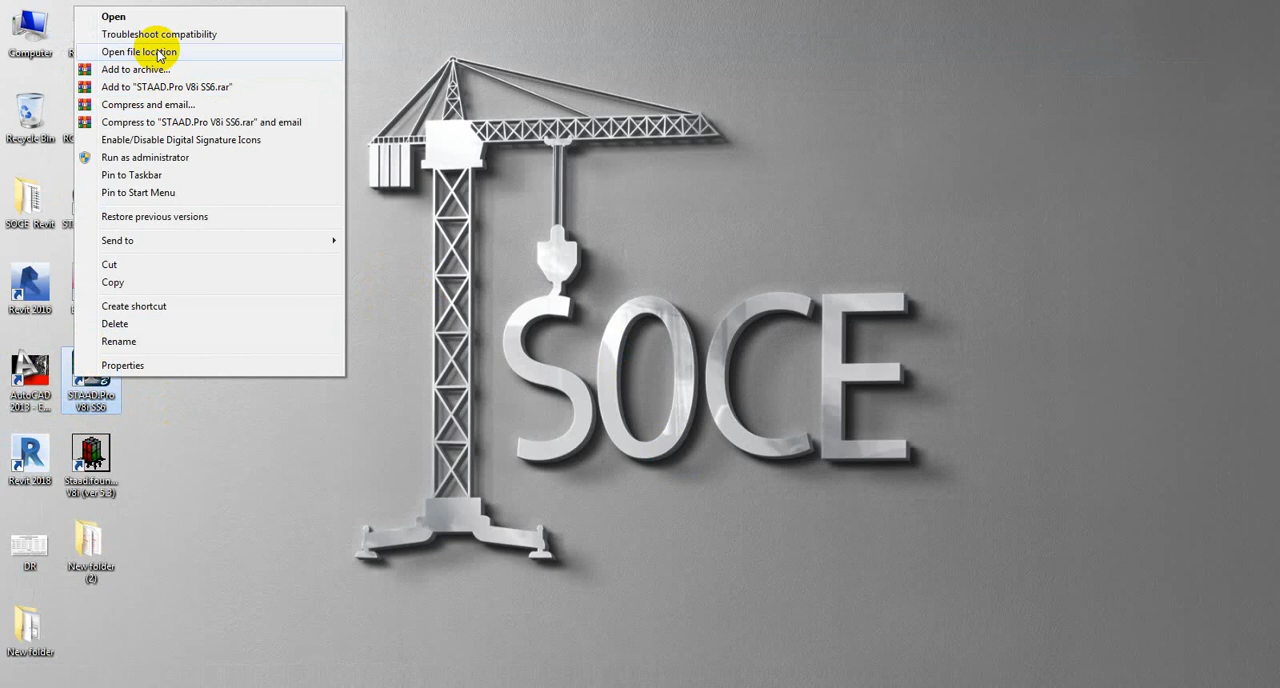 Open
Troubleshoot compatibility
Open file location
Add to archive...
Add to "STAAD.Pro V8i SS6.rar"
Compress and email...
Compress to "STAAD.Pro V8i SS6.rar" and email
Enable/Disable Digital Signature Icons
Run as administrator
Pin to Taskbar
Pin to Start Menu
Restore previous versions
Send to
Cut
Copy
Create shortcut
Delete
Rename
Properties
Computer
Recycle Bin
SOCE Revit
Revit 2016
AutoCAD
2013 - E...
STAAD.Pro
V8i SS6
Revit 2018
Staad.foun...
V8i (ver 5.3)
DR
New folder
(2)
New folder
SOCE